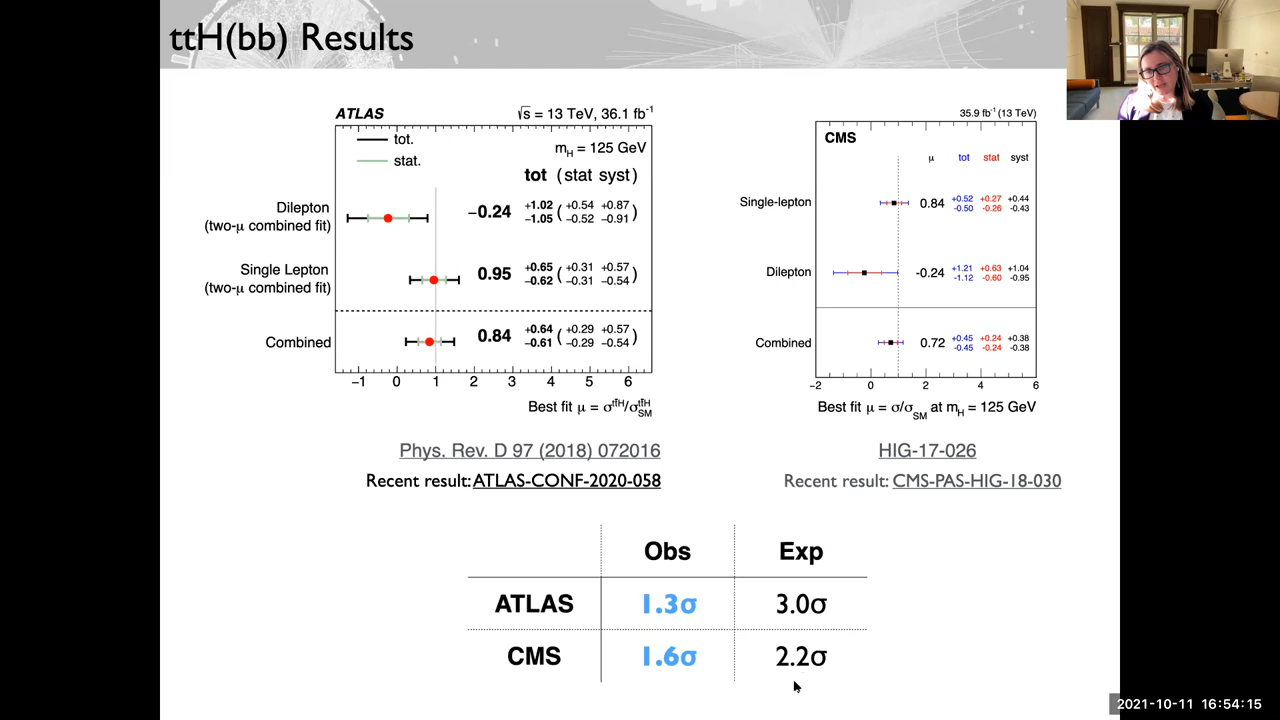 ttH(bb) Results
ATLAS
√s = 13 TeV, 36.1 fb⁻¹
tot.
stat.
m_H = 125 GeV
tot (stat syst)
Dilepton
(two-μ combined fit)
−0.24 +1.02 −1.05 ( +0.54 −0.52 +0.87 −0.91 )
Single Lepton
(two-μ combined fit)
0.95 +0.65 −0.62 ( +0.31 −0.31 +0.57 −0.54 )
Combined
0.84 +0.64 −0.61 ( +0.29 −0.29 +0.57 −0.54 )
−1 0 1 2 3 4 5 6
Best fit μ = σ^tt̄H/σ^tt̄H_SM
Phys. Rev. D 97 (2018) 072016
Recent result: ATLAS-CONF-2020-058
35.9 fb⁻¹ (13 TeV)
CMS
μ tot stat syst
Single-lepton 0.84 +0.52 −0.50 +0.27 −0.26 +0.44 −0.43
Dilepton -0.24 +1.21 −1.12 +0.63 −0.60 +1.04 −0.95
Combined 0.72 +0.45 −0.45 +0.24 −0.24 +0.38 −0.38
−2 0 2 4 6
Best fit μ = σ/σ_SM at m_H = 125 GeV
HIG-17-026
Recent result: CMS-PAS-HIG-18-030
Obs Exp
ATLAS 1.3σ 3.0σ
CMS 1.6σ 2.2σ
2021-10-11 16:54:15